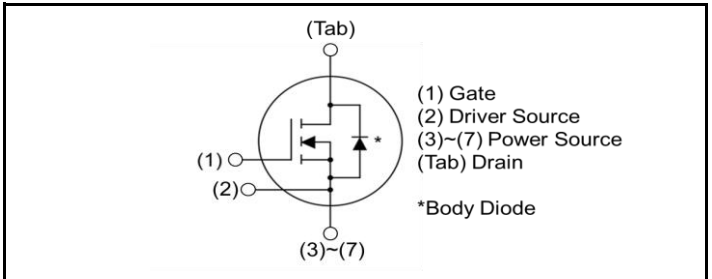 (Tab)
(1) Gate
(2) Driver Source
(3)~(7) Power Source
(Tab) Drain
*
(1)
(2)
*Body Diode
(3)~(7)